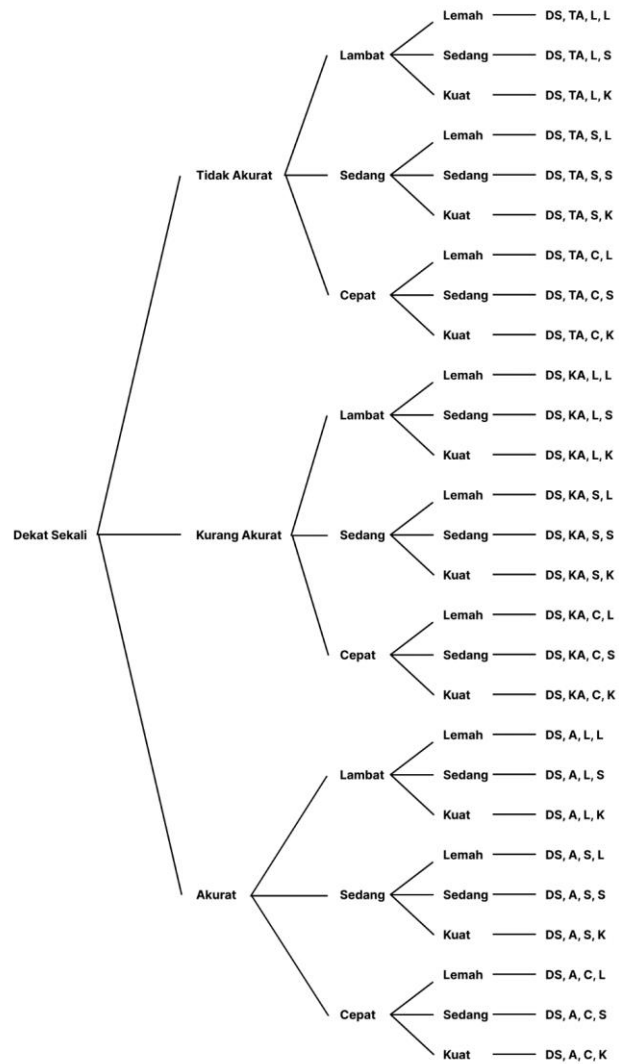 Lemah DS, TA, L, L
Lambat Sedang DS, TA, L, S
Kuat DS, TA, L, K
Lemah DS, TA, S, L
Tidak Akurat Sedang Sedang DS, TA, S, S
Kuat DS, TA, S, K
Lemah DS, TA, C, L
Cepat Sedang DS, TA, C, S
Kuat DS, TA, C, K
Lemah DS, KA, L, L
Lambat Sedang DS, KA, L, S
Kuat DS, KA, L, K
Lemah DS, KA, S, L
Dekat Sekali Kurang Akurat Sedang Sedang DS, KA, S, S
Kuat DS, KA, S, K
Lemah DS, KA, C, L
Cepat Sedang DS, KA, C, S
Kuat DS, KA, C, K
Lemah DS, A, L, L
Lambat Sedang DS, A, L, S
Kuat DS, A, L, K
Lemah DS, A, S, L
Akurat Sedang Sedang DS, A, S, S
Kuat DS, A, S, K
Lemah DS, A, C, L
Cepat Sedang DS, A, C, S
Kuat DS, A, C, K